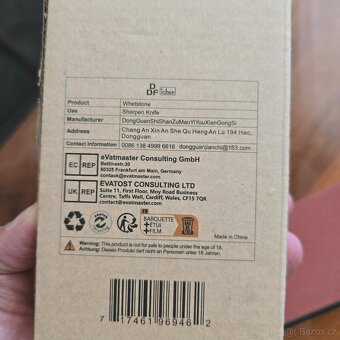 D
DF iclier
Product Whetstone
Use Sharpen Knife
Manufacturer DongGuanShiShanZuMaoYiYouXianGongSi
Address Chang An Xin An She Qu Heng An Lu 194 Hao,
Dongguan
Contact information 0086 138 4999 6616 dongguanjianchi@163.com
EC REP
eVatmaster Consulting GmbH
Bettinastr.30
60325 Frankfurt am Main, Germany
contact@evatmaster.com
UK REP
EVATOST CONSULTING LTD
Suite 11, First Floor, Moy Road Business
Centre, Taffs Well, Cardiff, Wales, CF15 7QR
contact@evatmaster.com
FR
BARQUETTE
+ÉTUI
+FILM
Warning: This product is not for sale to people under the age of 18
Achtung: Dieses Produkt darf nicht an Personen unter 18 Jahren
7 17461 96946 2
Bazos.cz